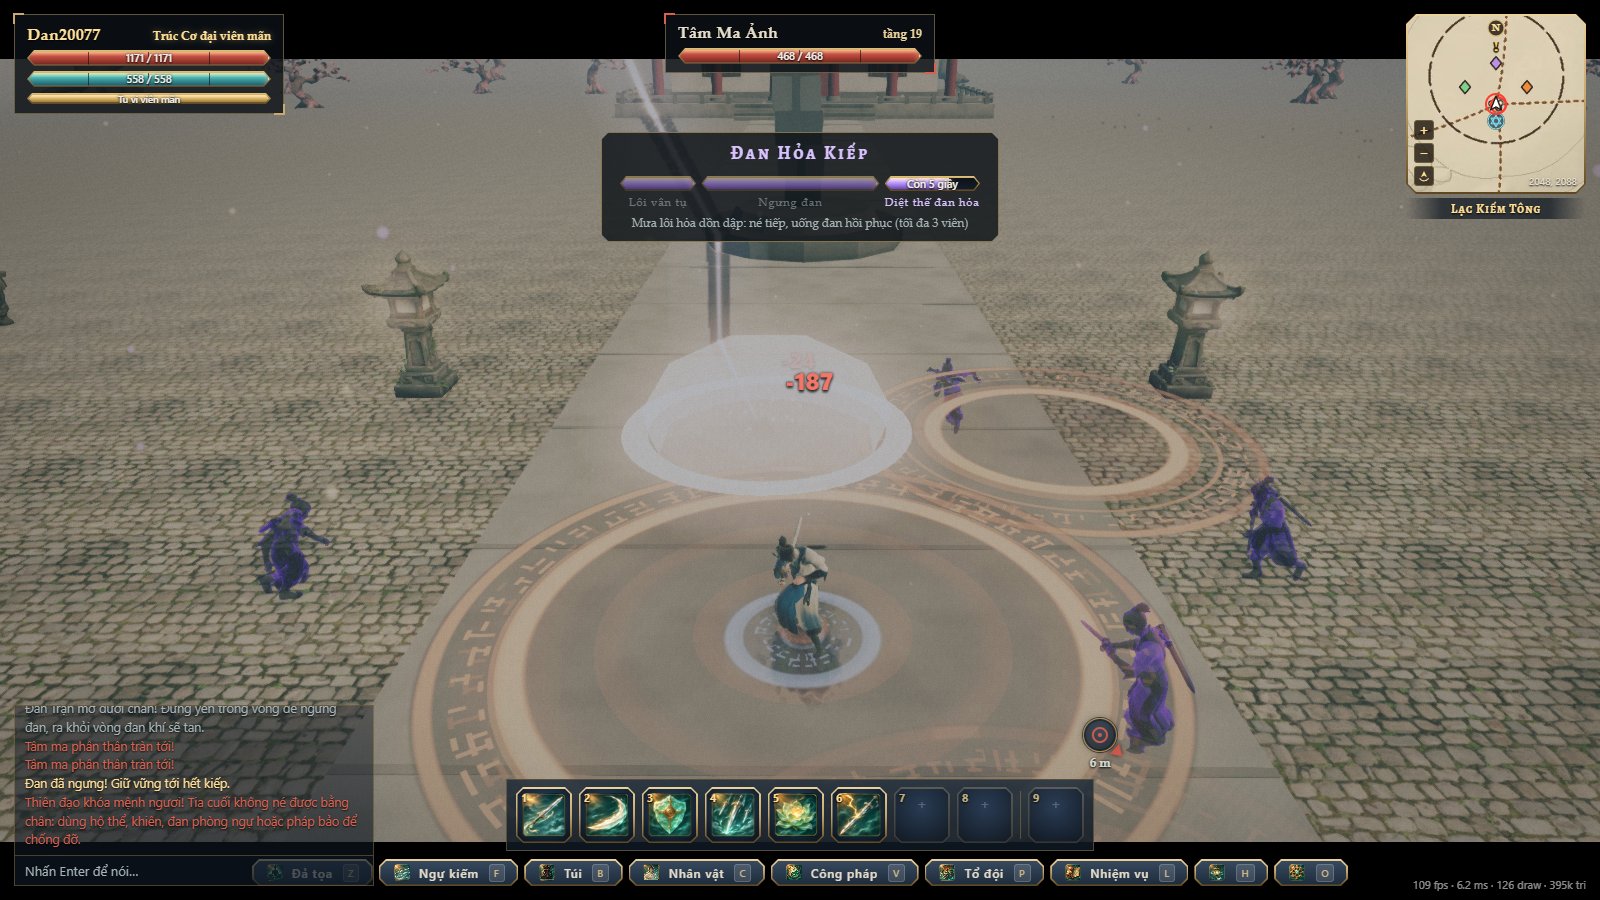 Dan20077
Trúc Cơ đại viên mãn
1171 / 1171
558 / 558
Tu vi viên mãn
Tâm Ma Ảnh
tầng 19
468 / 468
Đan Hỏa Kiếp
Còn 5 giây
Lôi vân tụ
Ngưng đan
Diệt thế đan hỏa
Mưa lôi hỏa dồn dập: né tiếp, uống đan hồi phục (tối đa 3 viên)
N
+
−
2048, 2088
Lạc Kiếm Tông
-187
6 m
Đan Trận mở dưới chân! Đứng yên trong vòng để ngưng
đan, ra khỏi vòng đan khí sẽ tan.
Tâm ma phân thân tràn tới!
Tâm ma phân thân tràn tới!
Đan đã ngưng! Giữ vững tới hết kiếp.
Thiên đạo khóa mệnh ngươi! Tia cuối không né được bằng
chân: dùng hộ thể, khiên, đan phòng ngự hoặc pháp bảo để
chống đỡ.
Nhấn Enter để nói...
1 2 3 4 5 6 7 8 9
Đả tọa Z
Ngự kiếm F
Túi B
Nhân vật C
Công pháp V
Tổ đội P
Nhiệm vụ L
H
O
109 fps · 6.2 ms · 126 draw · 395k tri